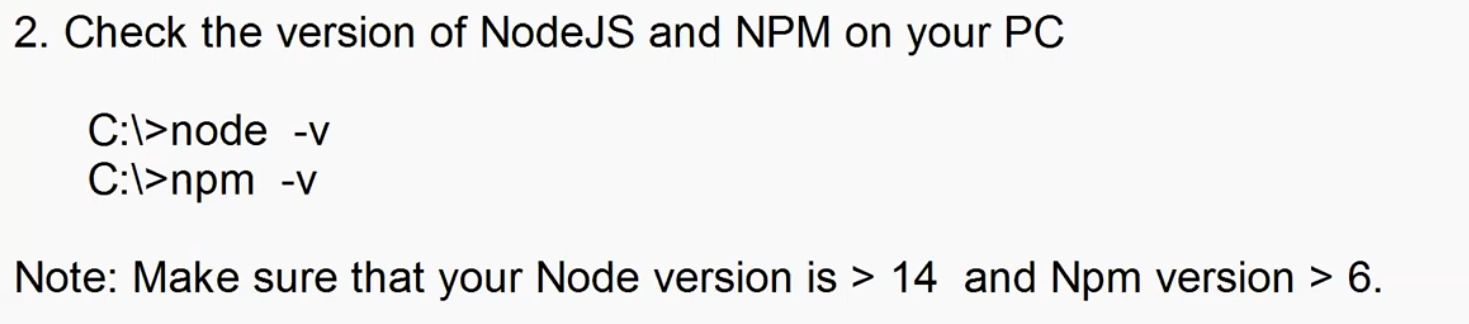 2. Check the version of NodeJS and NPM on your PC
C:\>node  -v
C:\>npm  -v
Note: Make sure that your Node version is > 14  and Npm version > 6.